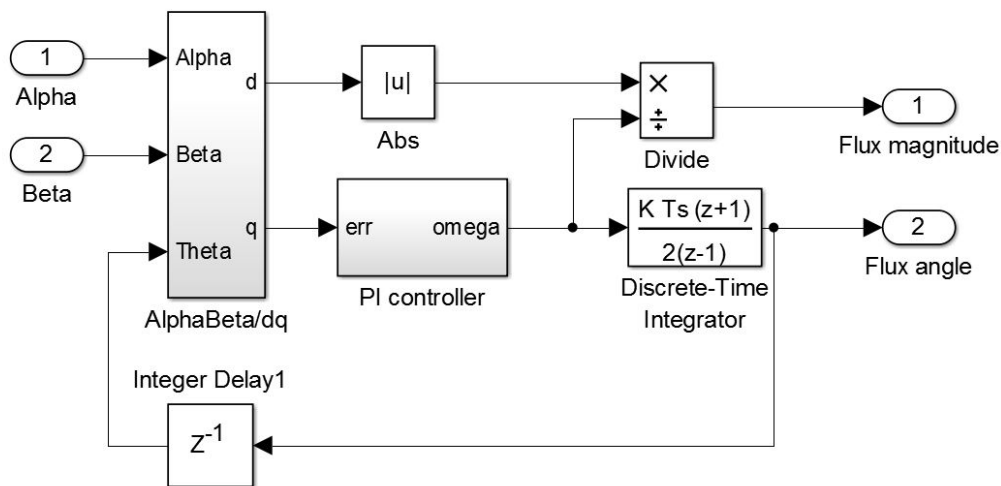 1
Alpha
2
Beta
Alpha
Beta
Theta
d
q
AlphaBeta/dq
|u|
Abs
×
÷
Divide
1
Flux magnitude
err
omega
PI controller
K Ts (z+1)
2(z-1)
Discrete-Time
Integrator
2
Flux angle
Integer Delay1
Z-1